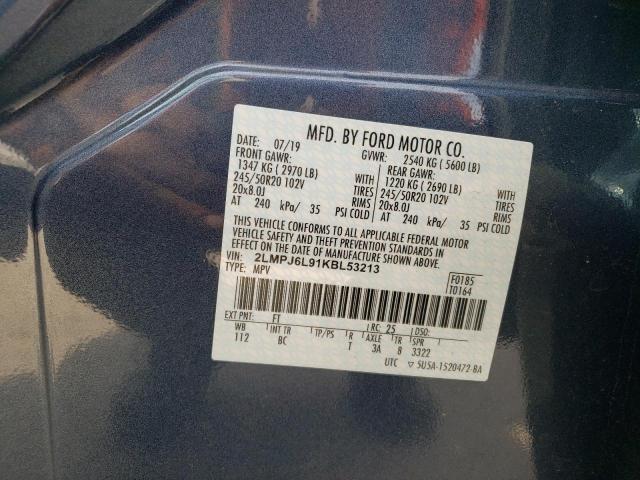 MFD. BY FORD MOTOR CO.
DATE: 07/19 GVWR: 2540 KG ( 5600 LB)
FRONT GAWR: REAR GAWR:
1347 KG ( 2970 LB) WITH 1220 KG ( 2690 LB) WITH
245/50R20 102V TIRES 245/50R20 102V TIRES
20x8.0J RIMS 20x8.0J RIMS
AT 240 kPa/ 35 PSI COLD AT 240 kPa/ 35 PSI COLD
THIS VEHICLE CONFORMS TO ALL APPLICABLE FEDERAL MOTOR
VEHICLE SAFETY AND THEFT PREVENTION STANDARDS IN
EFFECT ON THE DATE OF MANUFACTURE SHOWN ABOVE.
VIN: 2LMPJ6L91KBL53213
TYPE: MPV
F0185
T0164
EXT PNT: FT RC: 25 DSO:
WB INT TR TP/PS R AXLE TR SPR
112 BC T 3A 8 3322
UTC ▽ 5U5A-1520472-BA